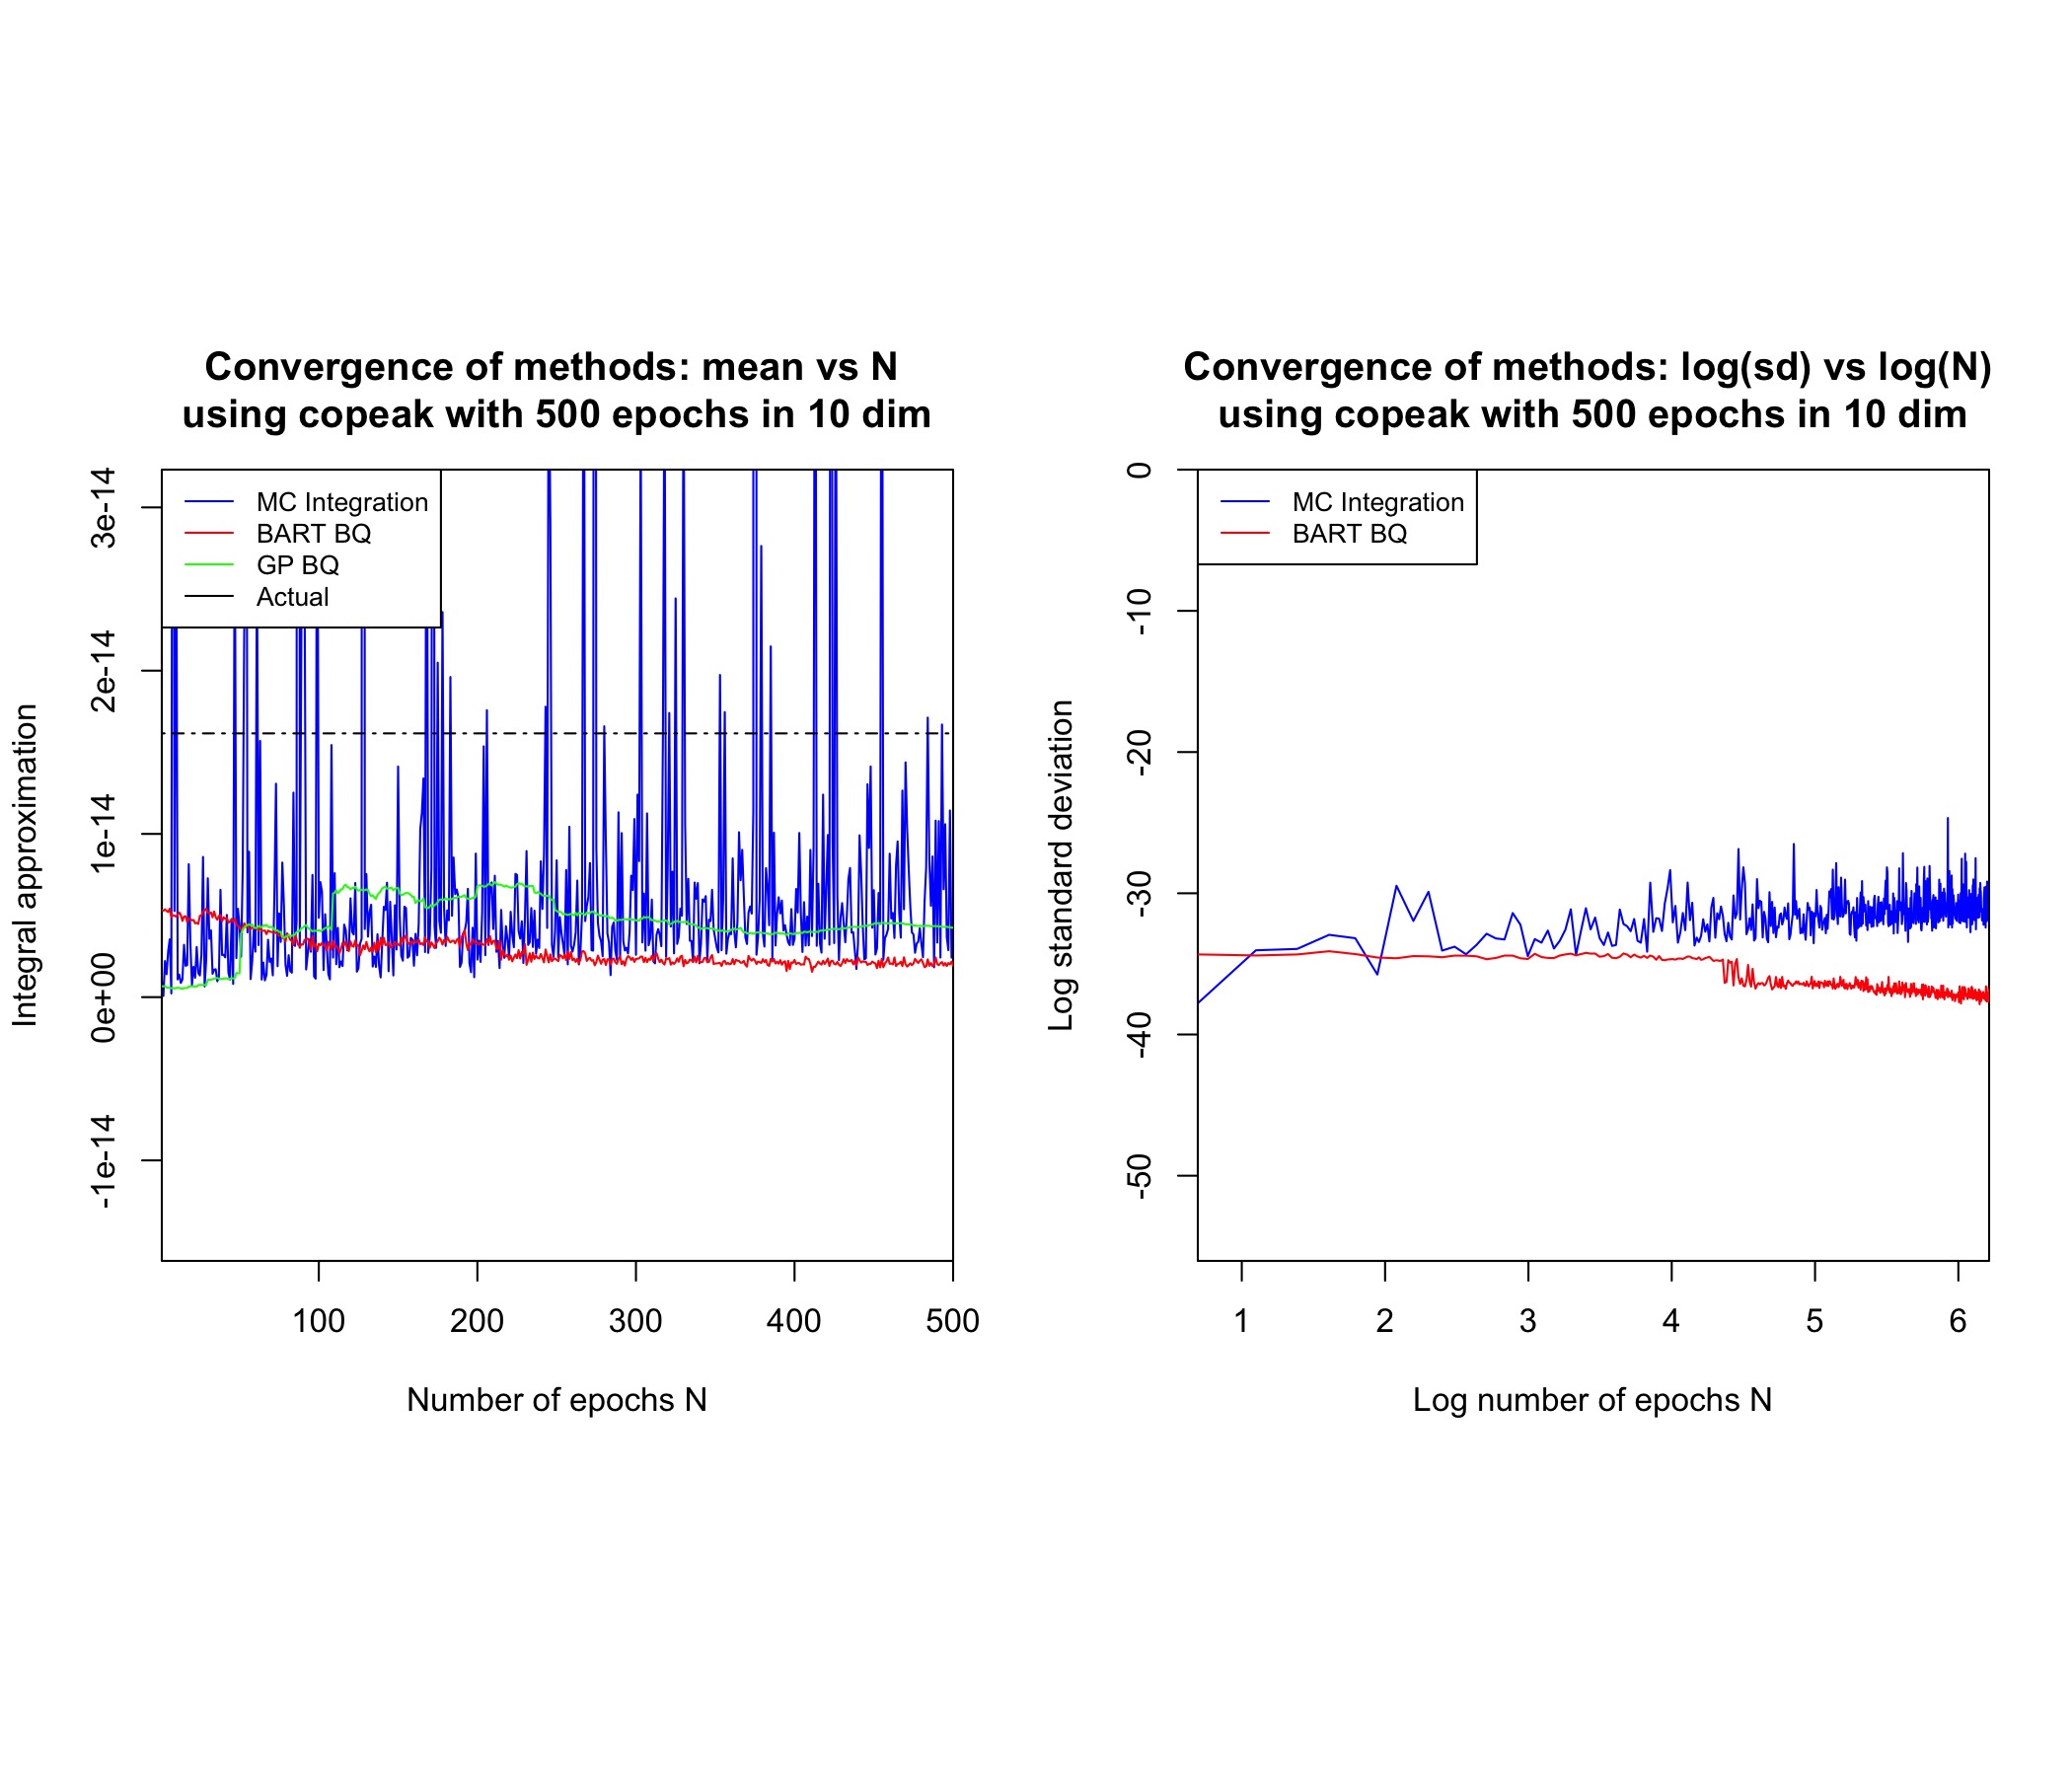 Convergence of methods: mean vs N
using copeak with 500 epochs in 10 dim
Integral approximation
3e-14
2e-14
1e-14
0e+00
-1e-14
MC Integration
BART BQ
GP BQ
Actual
100 200 300 400 500
Number of epochs N
Convergence of methods: log(sd) vs log(N)
using copeak with 500 epochs in 10 dim
Log standard deviation
0
-10
-20
-30
-40
-50
MC Integration
BART BQ
1 2 3 4 5 6
Log number of epochs N